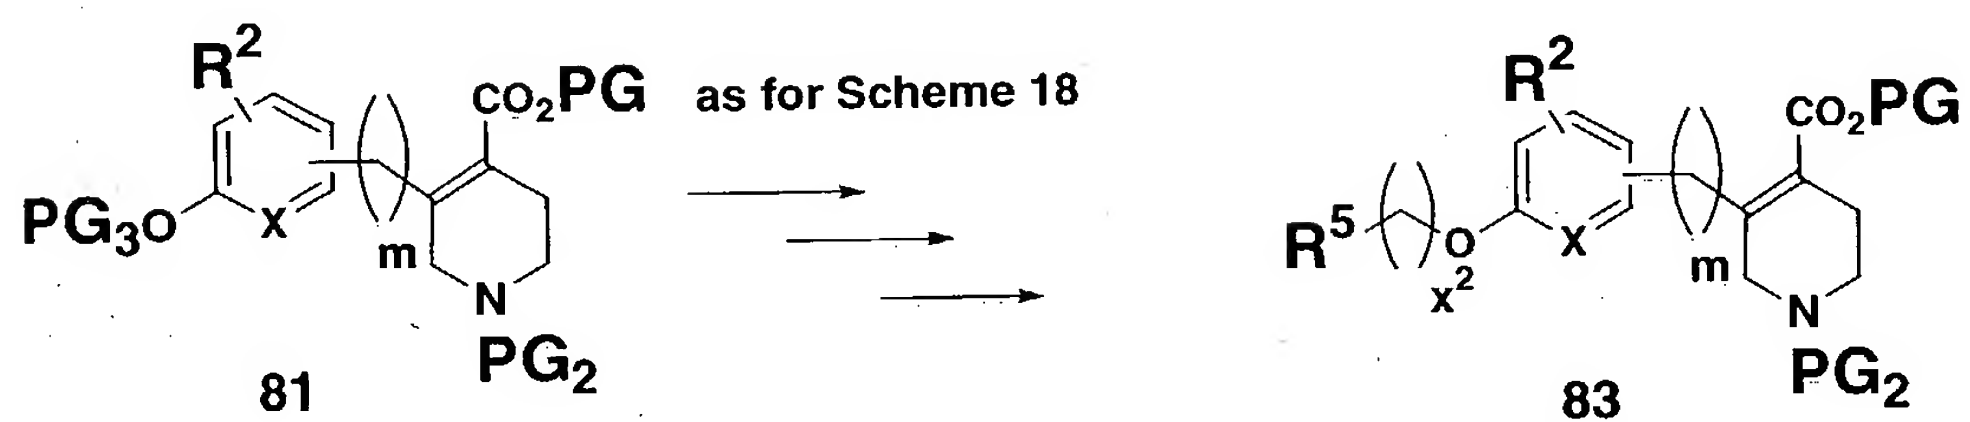 R²
CO₂PG
as for Scheme 18
PG₃O
X
m
N
PG₂
81
R²
CO₂PG
R⁵
O
x²
X
m
N
PG₂
83